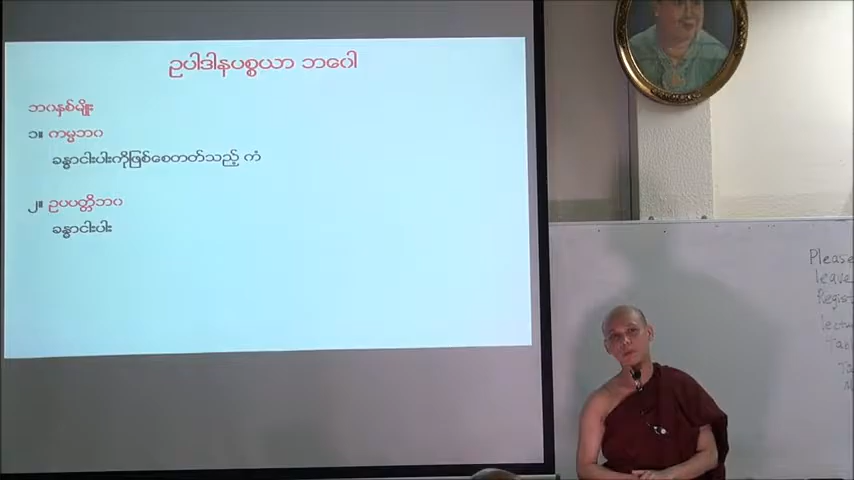 ဥပါဒါနပစ္စယာ ဘဝေါ
ဘဝနှစ်မျိုး
၁။ ကမ္မဘဝ
ခန္ဓာငါးပါးကိုဖြစ်စေတတ်သည့် ကံ
၂။ ဥပပတ္တိဘဝ
ခန္ဓာငါးပါး
Please
leave
Regist
lectu
Tab